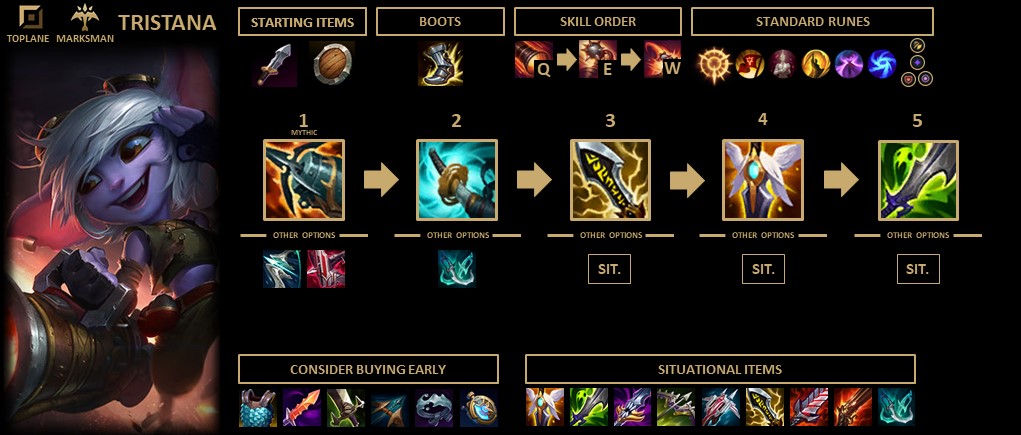 TOPLANE MARKSMAN TRISTANA
STARTING ITEMS
BOOTS
SKILL ORDER
STANDARD RUNES
Q E W
1 2 3 4 5
MYTHIC
OTHER OPTIONS OTHER OPTIONS OTHER OPTIONS OTHER OPTIONS OTHER OPTIONS
SIT. SIT. SIT.
CONSIDER BUYING EARLY
SITUATIONAL ITEMS